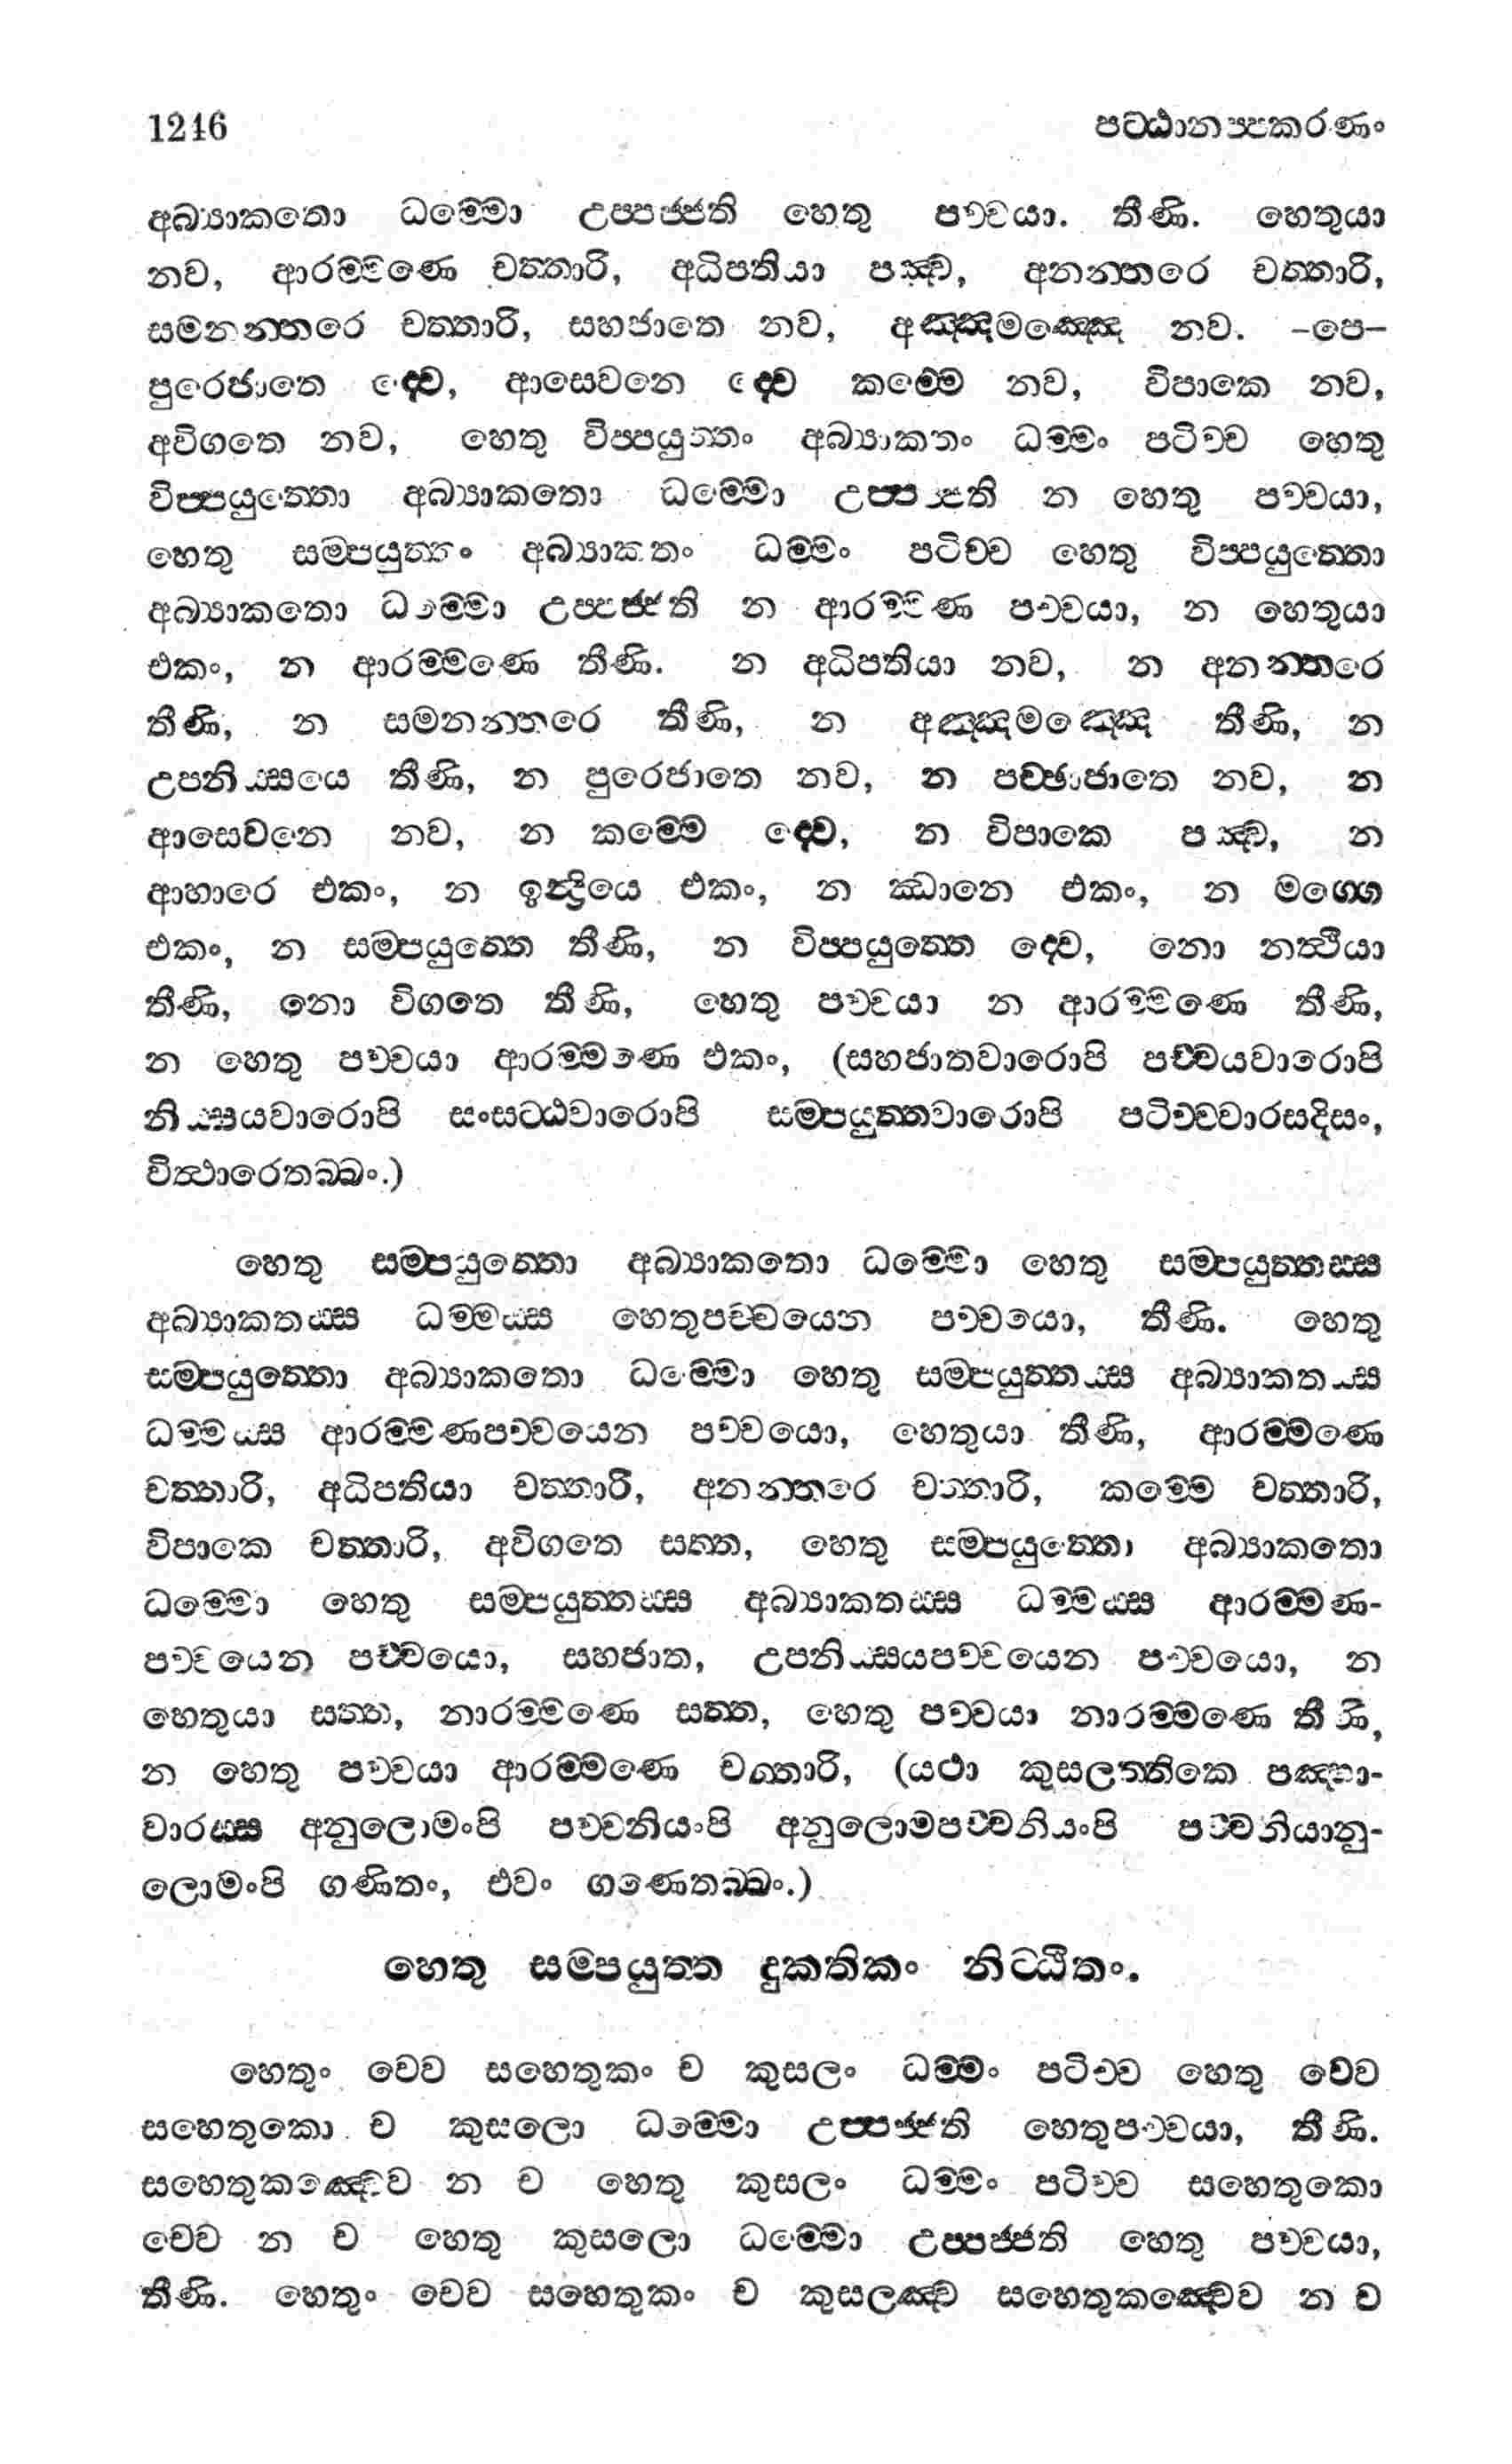 1246 පට්ඨානප්පකරණං
අබ්‍යාකතො ධම්මො උප්පජ්ජති හෙතු පච්චයා. තීණි. හෙතුයා
නව, ආරම්මණෙ චත්තාරි, අධිපතියා පඤ්ච, අනන්තරෙ චත්තාරි,
සමනන්තරෙ චත්තාරි, සහජාතෙ නව, අඤ්ඤමඤ්ඤෙ නව. –පෙ–
පුරෙජාතෙ ද්වෙ, ආසෙවනෙ ද්වෙ කම්මෙ නව, විපාකෙ නව,
අවිගතෙ නව, හෙතු විප්පයුත්තං අබ්‍යාකතං ධම්මං පටිච්ච හෙතු
විප්පයුත්තො අබ්‍යාකතො ධම්මො උප්පජ්ජති න හෙතු පච්චයා,
හෙතු සම්පයුත්තං අබ්‍යාකතං ධම්මං පටිච්ච හෙතු විප්පයුත්තො
අබ්‍යාකතො ධම්මො උප්පජ්ජති න ආරම්මණ පච්චයා, න හෙතුයා
එකං, න ආරම්මණෙ තීණි. න අධිපතියා නව, න අනන්තරෙ
තීණි, න සමනන්තරෙ තීණි, න අඤ්ඤමඤ්ඤෙ තීණි, න
උපනිස්සයෙ තීණි, න පුරෙජාතෙ නව, න පච්ඡාජාතෙ නව, න
ආසෙවනෙ නව, න කම්මෙ ද්වෙ, න විපාකෙ පඤ්ච, න
ආහාරෙ එකං, න ඉන්ද්‍රියෙ එකං, න ඣානෙ එකං, න මග්ගෙ
එකං, න සම්පයුත්තෙ තීණි, න විප්පයුත්තෙ ද්වෙ, නො නත්ථියා
තීණි, නො විගතෙ තීණි, හෙතු පච්චයා න ආරම්මණෙ තීණි,
න හෙතු පච්චයා ආරම්මණෙ එකං, (සහජාතවාරොපි පච්චයවාරොපි
නිස්සයවාරොපි සංසට්ඨවාරොපි සම්පයුත්තවාරොපි පටිච්චවාරසදිසං,
විත්ථාරෙතබ්බං.)
හෙතු සම්පයුත්තො අබ්‍යාකතො ධම්මො හෙතු සම්පයුත්තස්ස
අබ්‍යාකතස්ස ධම්මස්ස හෙතුපච්චයෙන පච්චයො, තීණි. හෙතු
සම්පයුත්තො අබ්‍යාකතො ධම්මො හෙතු සම්පයුත්තස්ස අබ්‍යාකතස්ස
ධම්මස්ස ආරම්මණපච්චයෙන පච්චයො, හෙතුයා තීණි, ආරම්මණෙ
චත්තාරි, අධිපතියා චත්තාරි, අනන්තරෙ චත්තාරි, කම්මෙ චත්තාරි,
විපාකෙ චත්තාරි, අවිගතෙ සත්ත, හෙතු සම්පයුත්තො අබ්‍යාකතො
ධම්මො හෙතු සම්පයුත්තස්ස අබ්‍යාකතස්ස ධම්මස්ස ආරම්මණ-
පච්චයෙන පච්චයො, සහජාත, උපනිස්සයපච්චයෙන පච්චයො, න
හෙතුයා සත්ත, නාරම්මණෙ සත්ත, හෙතු පච්චයා නාරම්මණෙ තීණි,
න හෙතු පච්චයා ආරම්මණෙ චත්තාරි, (යථා කුසලත්තිකෙ පඤ්හා-
වාරස්ස අනුලොමංපි පච්චනියංපි අනුලොමපච්චනියංපි පච්චනියානු-
ලොමංපි ගණිතං, එවං ගණෙතබ්බං.)
හෙතු සම්පයුත්ත දුකතිකං නිට්ඨිතං.
හෙතුං චෙව සහෙතුකං ච කුසලං ධම්මං පටිච්ච හෙතු චෙව
සහෙතුකො ච කුසලො ධම්මො උප්පජ්ජති හෙතුපච්චයා, තීණි.
සහෙතුකඤ්චෙව න ච හෙතු කුසලං ධම්මං පටිච්ච සහෙතුකො
චෙව න ච හෙතු කුසලො ධම්මො උප්පජ්ජති හෙතු පච්චයා,
තීණි. හෙතුං චෙව සහෙතුකං ච කුසලඤ්ච සහෙතුකඤ්චෙව න ච